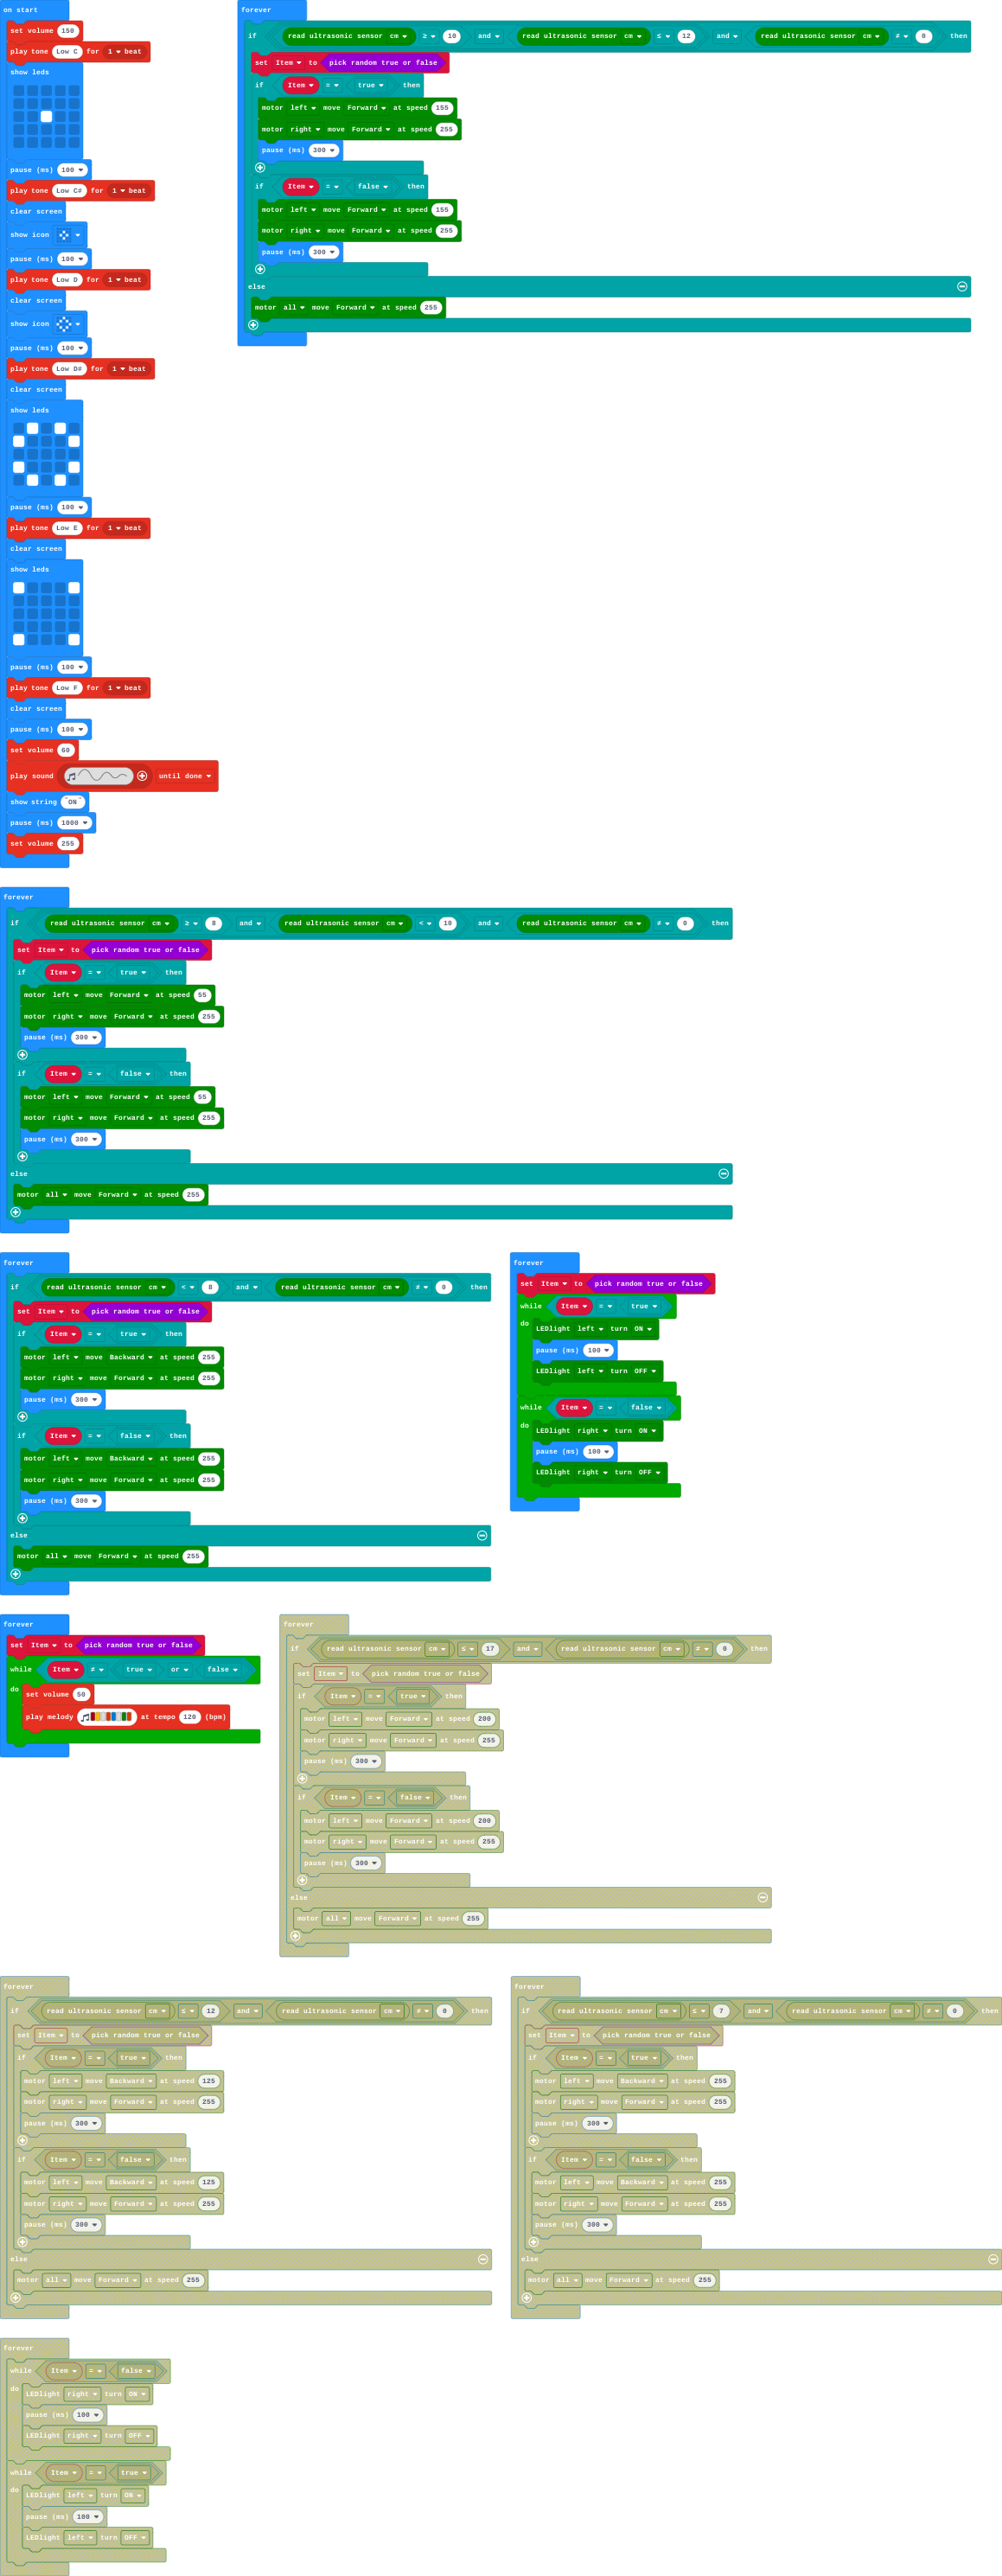 on start
set volume 150
play tone Low C for 1 beat
show leds
pause (ms) 100
play tone Low C# for 1 beat
clear screen
show icon
pause (ms) 100
play tone Low D for 1 beat
clear screen
show icon
pause (ms) 100
play tone Low D# for 1 beat
clear screen
show leds
pause (ms) 100
play tone Low E for 1 beat
clear screen
show leds
pause (ms) 100
play tone Low F for 1 beat
clear screen
pause (ms) 100
set volume 60
play sound until done
show string "ON"
pause (ms) 1000
set volume 255
forever
if read ultrasonic sensor cm ≥ 10 and read ultrasonic sensor cm ≤ 12 and read ultrasonic sensor cm ≠ 0 then
set Item to pick random true or false
if Item = true then
motor left move Forward at speed 155
motor right move Forward at speed 255
pause (ms) 300
if Item = false then
motor left move Forward at speed 155
motor right move Forward at speed 255
pause (ms) 300
else
motor all move Forward at speed 255
forever
if read ultrasonic sensor cm ≥ 8 and read ultrasonic sensor cm < 10 and read ultrasonic sensor cm ≠ 0 then
set Item to pick random true or false
if Item = true then
motor left move Forward at speed 55
motor right move Forward at speed 255
pause (ms) 300
if Item = false then
motor left move Forward at speed 55
motor right move Forward at speed 255
pause (ms) 300
else
motor all move Forward at speed 255
forever
if read ultrasonic sensor cm < 8 and read ultrasonic sensor cm ≠ 0 then
set Item to pick random true or false
if Item = true then
motor left move Backward at speed 255
motor right move Forward at speed 255
pause (ms) 300
if Item = false then
motor left move Backward at speed 255
motor right move Forward at speed 255
pause (ms) 300
else
motor all move Forward at speed 255
forever
set Item to pick random true or false
while Item = true
do
LEDlight left turn ON
pause (ms) 100
LEDlight left turn OFF
while Item = false
do
LEDlight right turn ON
pause (ms) 100
LEDlight right turn OFF
forever
set Item to pick random true or false
while Item ≠ true or false
do
set volume 50
play melody at tempo 120 (bpm)
forever
if read ultrasonic sensor cm ≤ 17 and read ultrasonic sensor cm ≠ 0 then
set Item to pick random true or false
if Item = true then
motor left move Forward at speed 200
motor right move Forward at speed 255
pause (ms) 300
if Item = false then
motor left move Forward at speed 200
motor right move Forward at speed 255
pause (ms) 300
else
motor all move Forward at speed 255
forever
if read ultrasonic sensor cm ≤ 12 and read ultrasonic sensor cm ≠ 0 then
set Item to pick random true or false
if Item = true then
motor left move Backward at speed 125
motor right move Forward at speed 255
pause (ms) 300
if Item = false then
motor left move Backward at speed 125
motor right move Forward at speed 255
pause (ms) 300
else
motor all move Forward at speed 255
forever
if read ultrasonic sensor cm ≤ 7 and read ultrasonic sensor cm ≠ 0 then
set Item to pick random true or false
if Item = true then
motor left move Backward at speed 255
motor right move Forward at speed 255
pause (ms) 300
if Item = false then
motor left move Backward at speed 255
motor right move Forward at speed 255
pause (ms) 300
else
motor all move Forward at speed 255
forever
while Item = false
do
LEDlight right turn ON
pause (ms) 100
LEDlight right turn OFF
while Item = true
do
LEDlight left turn ON
pause (ms) 100
LEDlight left turn OFF